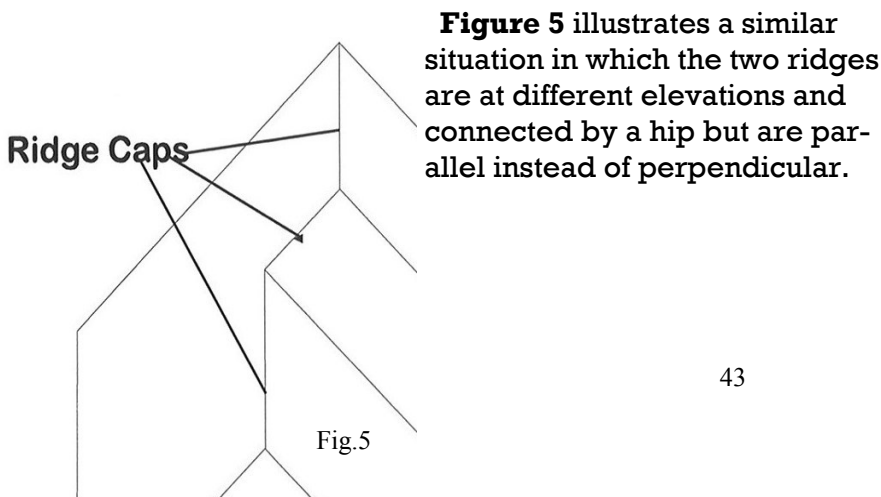 Figure 5 illustrates a similar
situation in which the two ridges
are at different elevations and
connected by a hip but are par-
allel instead of perpendicular.
Ridge Caps
43
Fig.5